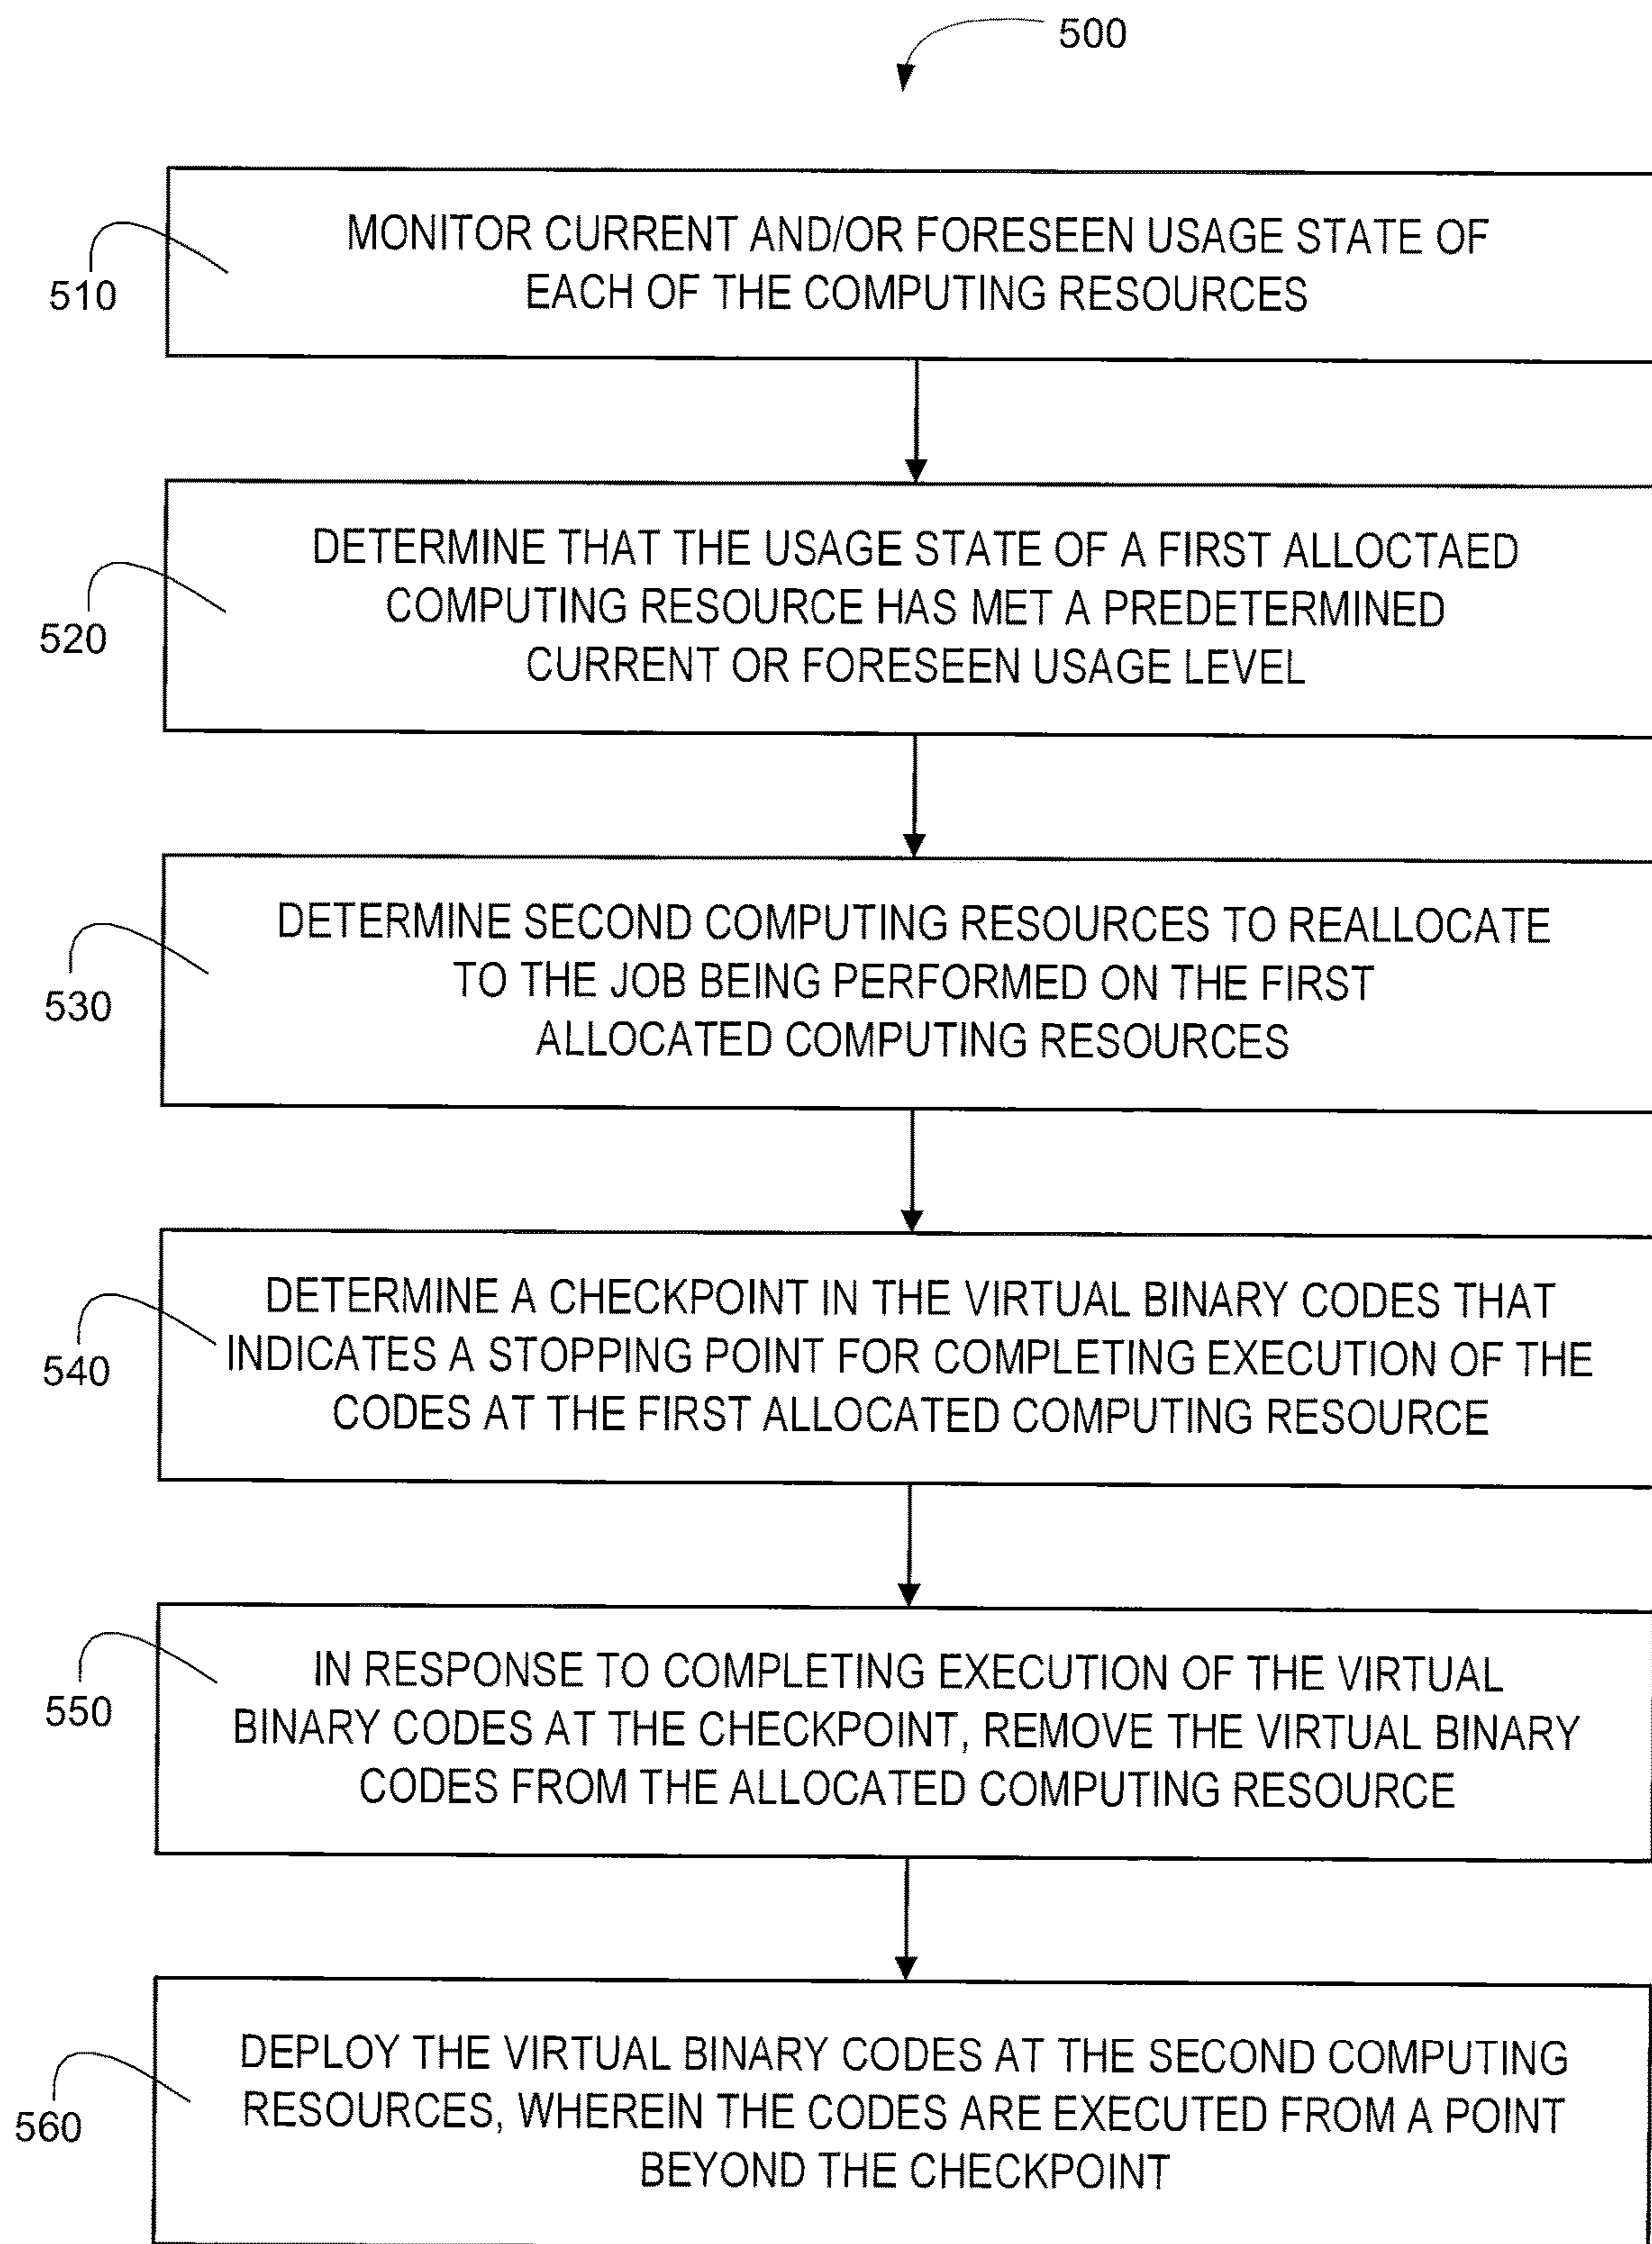 500
MONITOR CURRENT AND/OR FORESEEN USAGE STATE OF
EACH OF THE COMPUTING RESOURCES
510
DETERMINE THAT THE USAGE STATE OF A FIRST ALLOCTAED
COMPUTING RESOURCE HAS MET A PREDETERMINED
CURRENT OR FORESEEN USAGE LEVEL
520
DETERMINE SECOND COMPUTING RESOURCES TO REALLOCATE
TO THE JOB BEING PERFORMED ON THE FIRST
ALLOCATED COMPUTING RESOURCES
530
DETERMINE A CHECKPOINT IN THE VIRTUAL BINARY CODES THAT
INDICATES A STOPPING POINT FOR COMPLETING EXECUTION OF THE
CODES AT THE FIRST ALLOCATED COMPUTING RESOURCE
540
IN RESPONSE TO COMPLETING EXECUTION OF THE VIRTUAL
BINARY CODES AT THE CHECKPOINT, REMOVE THE VIRTUAL BINARY
CODES FROM THE ALLOCATED COMPUTING RESOURCE
550
DEPLOY THE VIRTUAL BINARY CODES AT THE SECOND COMPUTING
RESOURCES, WHEREIN THE CODES ARE EXECUTED FROM A POINT
BEYOND THE CHECKPOINT
560